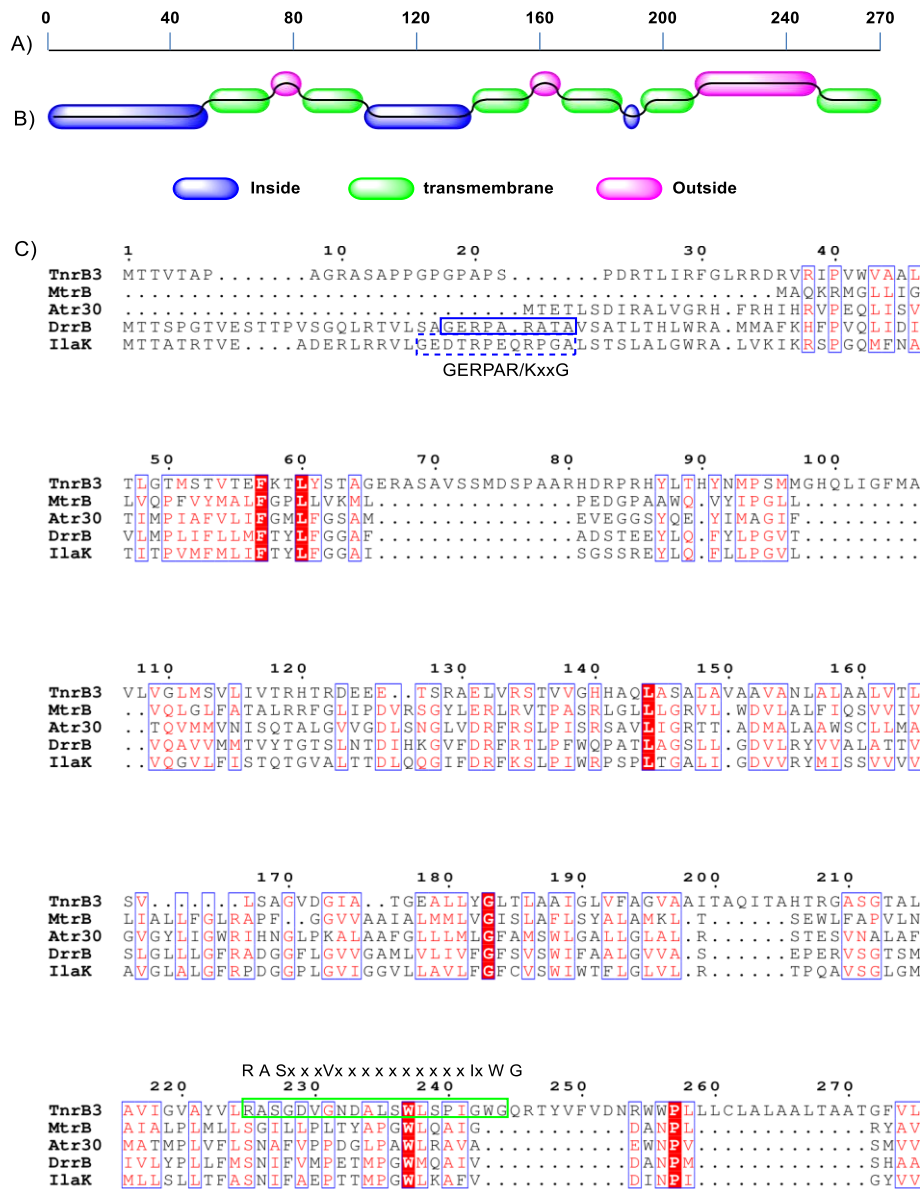 0 40 80 120 160 200 240 270
A)
B)
Inside transmembrane Outside
C)
1 10 20 30 40
TnrB3 MTTVTAP.......AGRASAPPGPGPAPS.......PDRTLIRFGLRRDRVRIPVWVAAL
MtrB .................................................MAQKRMGLLIG
Atr30 ..............................MTETLSDIRALVGRH.FRHIHRVPEQLISV
DrrB MTTSPGTVESTTPVSGQLRTVLSAGERPA.RATAVSATLTHLWRA.MMAFKHFPVQLIDI
IlaK MTTATRTVE....ADERLRRVLGEDTRPEQRPGALSTSLALGWRA.LVKIKRSPGQMFNA
GERPAR/KxxG
50 60 70 80 90 100
TnrB3 TLGTMSTVTEFKTLYSTAGERASAVSSMDSPAARHDRPRHYLTHYNMPSMMGHQLIGFMA
MtrB LVQPFVYMALFGPLLVKML...............PEDGPAAWQ.VYIPGLL.........
Atr30 TIMPIAFVLIFGMLFGSAM...............EVEGGSYQE.YIMAGIF.........
DrrB VLMPLIFLLMFTYLFGGAF...............ADSTEEYLQ.FLLPGIL.........
IlaK TITPVMFMLIFTYLFGGAI...............SGSSREYLQ.FYLPGVT.........
110 120 130 140 150 160
TnrB3 VLVGLMSVLIVTRHTRDEEE..TSRAELVRSTVVGHHAQLASALAVAAVANLALAALVTL
MtrB ..VQLGLFATALRRFGLIPDVRSGYLERLRVTPASRLGLLLGRVL.WDVLALFIQSVVIV
Atr30 ..TQVMMVNISQTALGVVGDLSNGLVDRFRSLPISRSAVLIGRTT.ADMALAAWSCLLMA
DrrB ..VQAVVMMTVYTGTSLNTDIHKGVFDRFRTLPFWQPATLAGSLL.GDVLRYVVALATTV
IlaK ..VQGVLFISTQTGVALTTDLQQGIFDRFKSLPIWRPSPLTGALI.GDVVRYMISSVVVV
170 180 190 200 210
TnrB3 SV.......LSAGVDGIA..TGEALLYGLTLAAIGLVFAGVAAITAQITAHTRGASGTAL
MtrB LIALLFGLRAPF..GGVVAAIALMMLVGISLAFLSYALAMKL.T......SEWLFAPVLN
Atr30 GVGYLIGWRIHNGLPKALAAFGLLLMLGFAMSWLGALLGLAL.R......STESVNALAF
DrrB SLGLLLGFRADGGFLGVVGAMLVLIVFGFSVSWIFAALGVVA.S......EPERVSGTSM
IlaK AVGLALGFRPDGGPLGVIGGVLLAVLFGFCVSWIWTFLGLVL.R......TPQAVSGLGM
R A SxxxVxxxxxxxxxxIxWG
220 230 240 250 260 270
TnrB3 AVIGVAYVLRASGDVGNDALSWLSPIGWGQRTYVFVDNRWWPLLLCLALAALTAATGFVL
MtrB AIALPLMLLSGILLPLTYAPGWLQAIG...........DANPL............RYAV
Atr30 MATMPLVFLSNAFVPPDGLPAWLRAVA...........EWNPV............SMVV
DrrB IVLYPLLFMSNIFVMPETMPGWMQAIV...........DANPM............SHAA
IlaK MLLSLLTFASNIFAEPTTMPGWLKAFV...........DANPI............GYVV